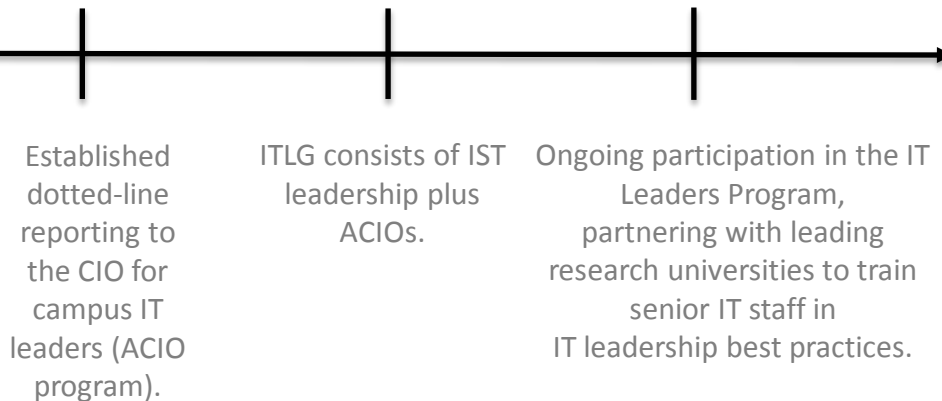 Established
dotted-line
reporting to
the CIO for
campus IT
leaders (ACIO
program).
ITLG consists of IST
leadership plus
ACIOs.
Ongoing participation in the IT
Leaders Program,
partnering with leading
research universities to train
senior IT staff in
IT leadership best practices.